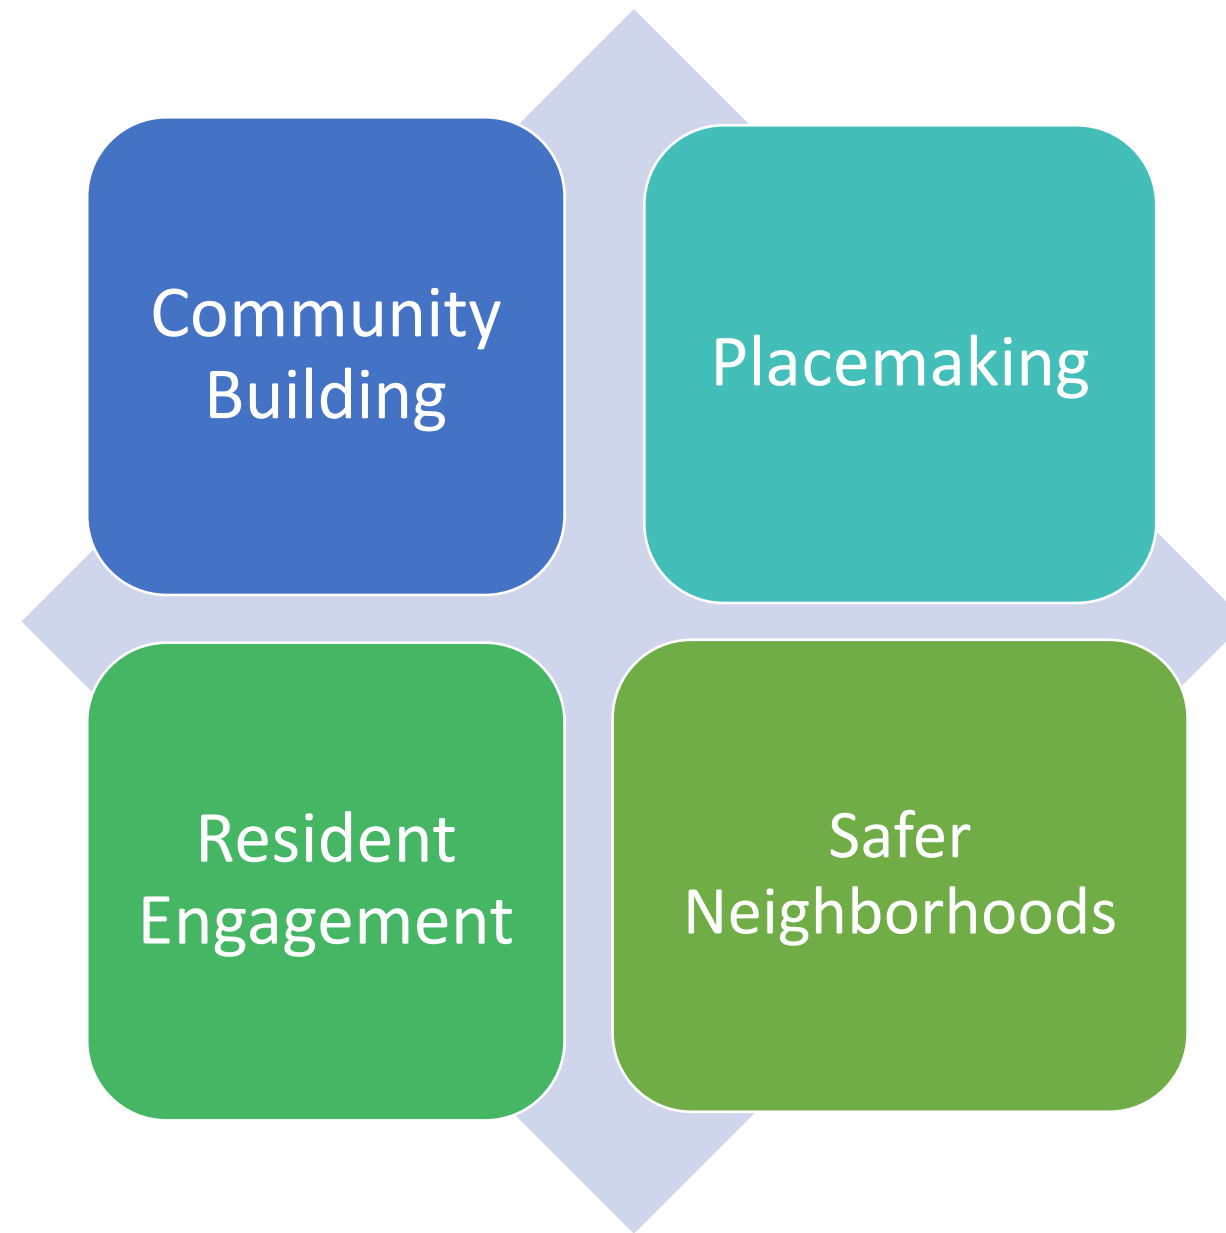 Community
Building
Placemaking
Resident
Engagement
Safer
Neighborhoods